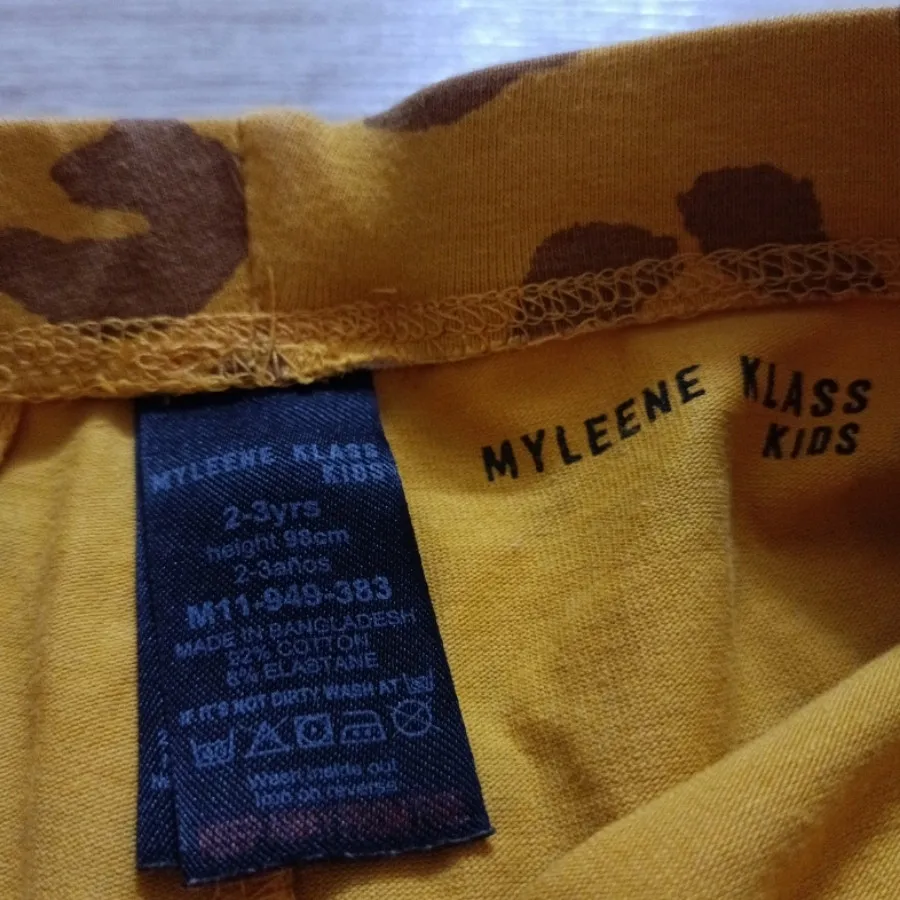 MYLEENE KLASS
KIDS
MYLEENE KLASS
KIDS
2-3yrs
height 98cm
2-3años
M11-949-383
MADE IN BANGLADESH
92% COTTON
8% ELASTANE
IF IT'S NOT DIRTY WASH AT
Wash inside out
on reverse